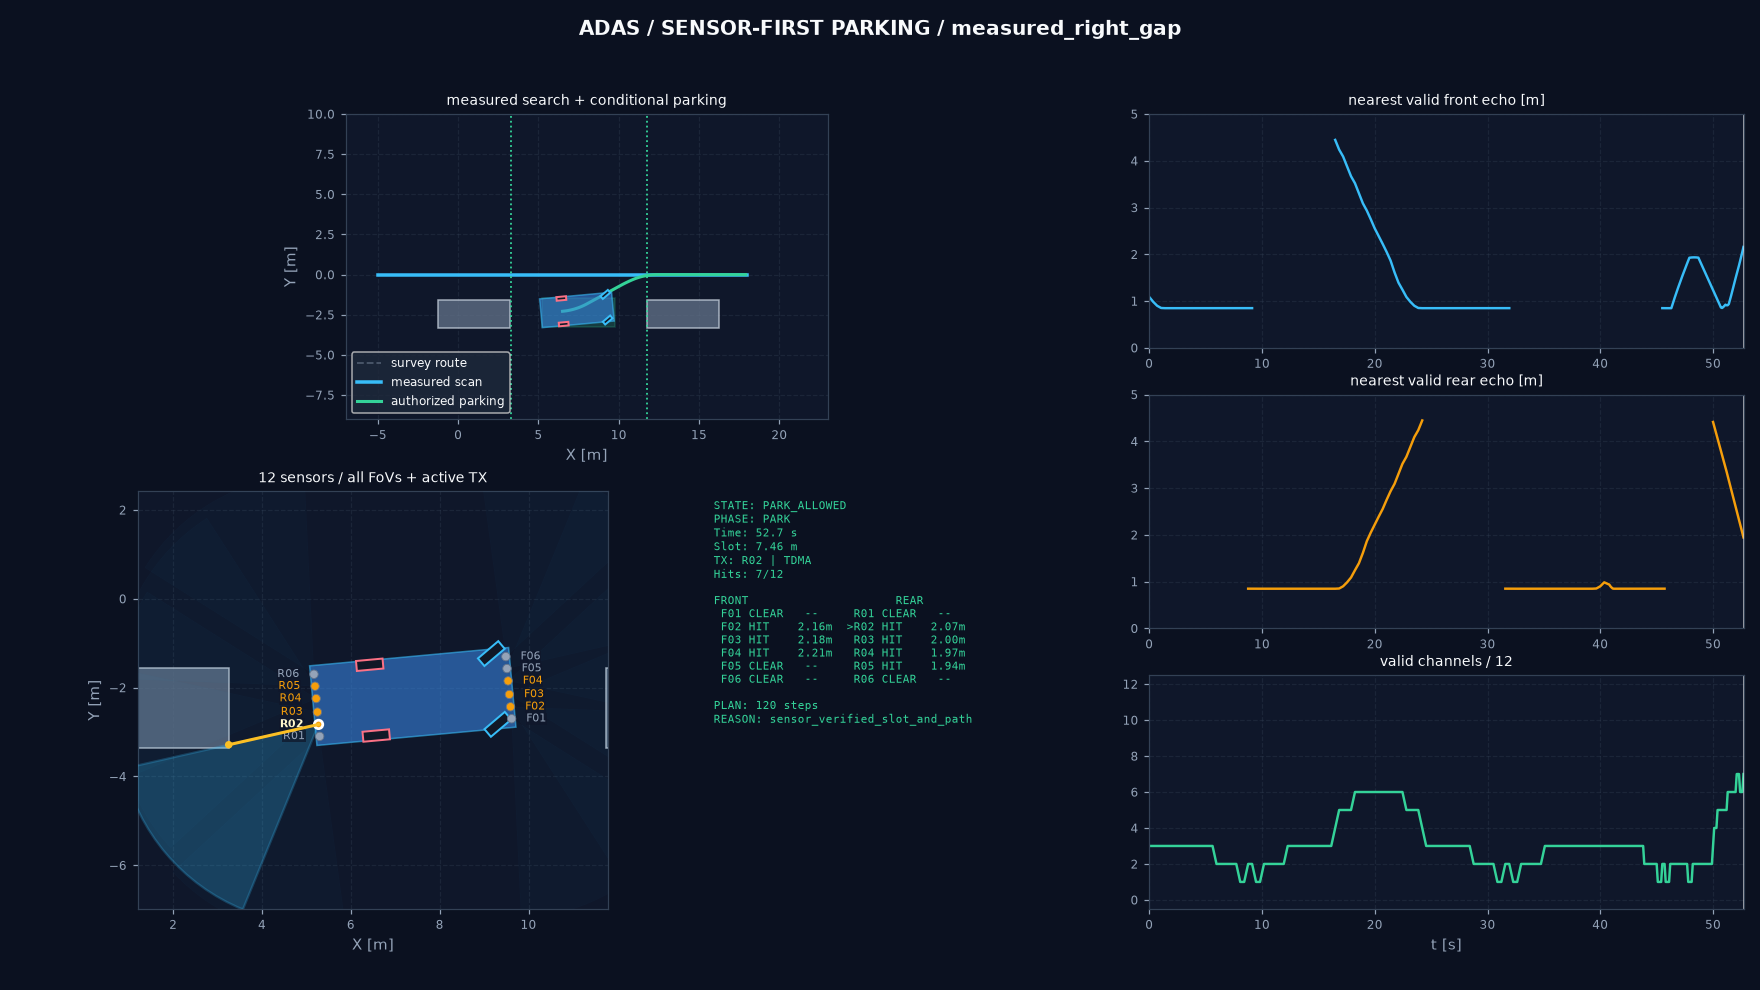 ADAS / SENSOR-FIRST PARKING / measured_right_gap
measured search + conditional parking
10.0
7.5
5.0
2.5
0.0
−2.5
−5.0
−7.5
Y [m]
survey route
measured scan
authorized parking
−5 0 5 10 15 20
X [m]
12 sensors / all FoVs + active TX
2
0
−2
−4
−6
Y [m]
R06
R05
R04
R03
R02
R01
F06
F05
F04
F03
F02
F01
2 4 6 8 10
X [m]
STATE: PARK_ALLOWED
PHASE: PARK
Time: 52.7 s
Slot: 7.46 m
TX: R02 | TDMA
Hits: 7/12
FRONT REAR
F01 CLEAR -- R01 CLEAR --
F02 HIT 2.16m >R02 HIT 2.07m
F03 HIT 2.18m R03 HIT 2.00m
F04 HIT 2.21m R04 HIT 1.97m
F05 CLEAR -- R05 HIT 1.94m
F06 CLEAR -- R06 CLEAR --
PLAN: 120 steps
REASON: sensor_verified_slot_and_path
nearest valid front echo [m]
5
4
3
2
1
0
0 10 20 30 40 50
nearest valid rear echo [m]
5
4
3
2
1
0
0 10 20 30 40 50
valid channels / 12
12
10
8
6
4
2
0
0 10 20 30 40 50
t [s]